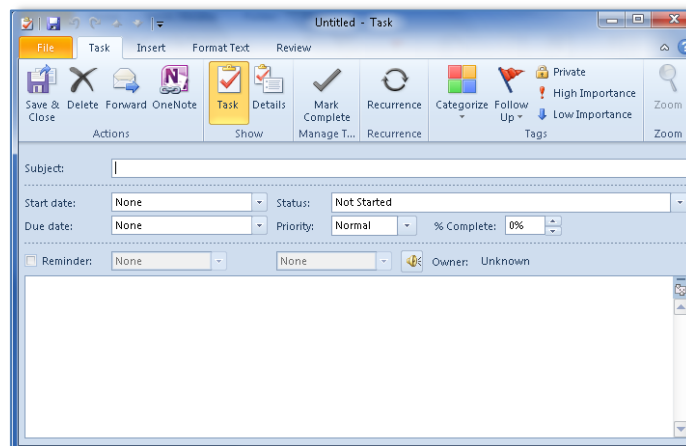 Untitled - Task
File Task Insert Format Text Review
Save & Close Delete Forward OneNote Task Details Mark Complete Recurrence Categorize Follow Up Private High Importance Low Importance Zoom
Actions Show Manage T... Recurrence Tags Zoom
Subject:
Start date: None Status: Not Started
Due date: None Priority: Normal % Complete: 0%
Reminder: None None Owner: Unknown